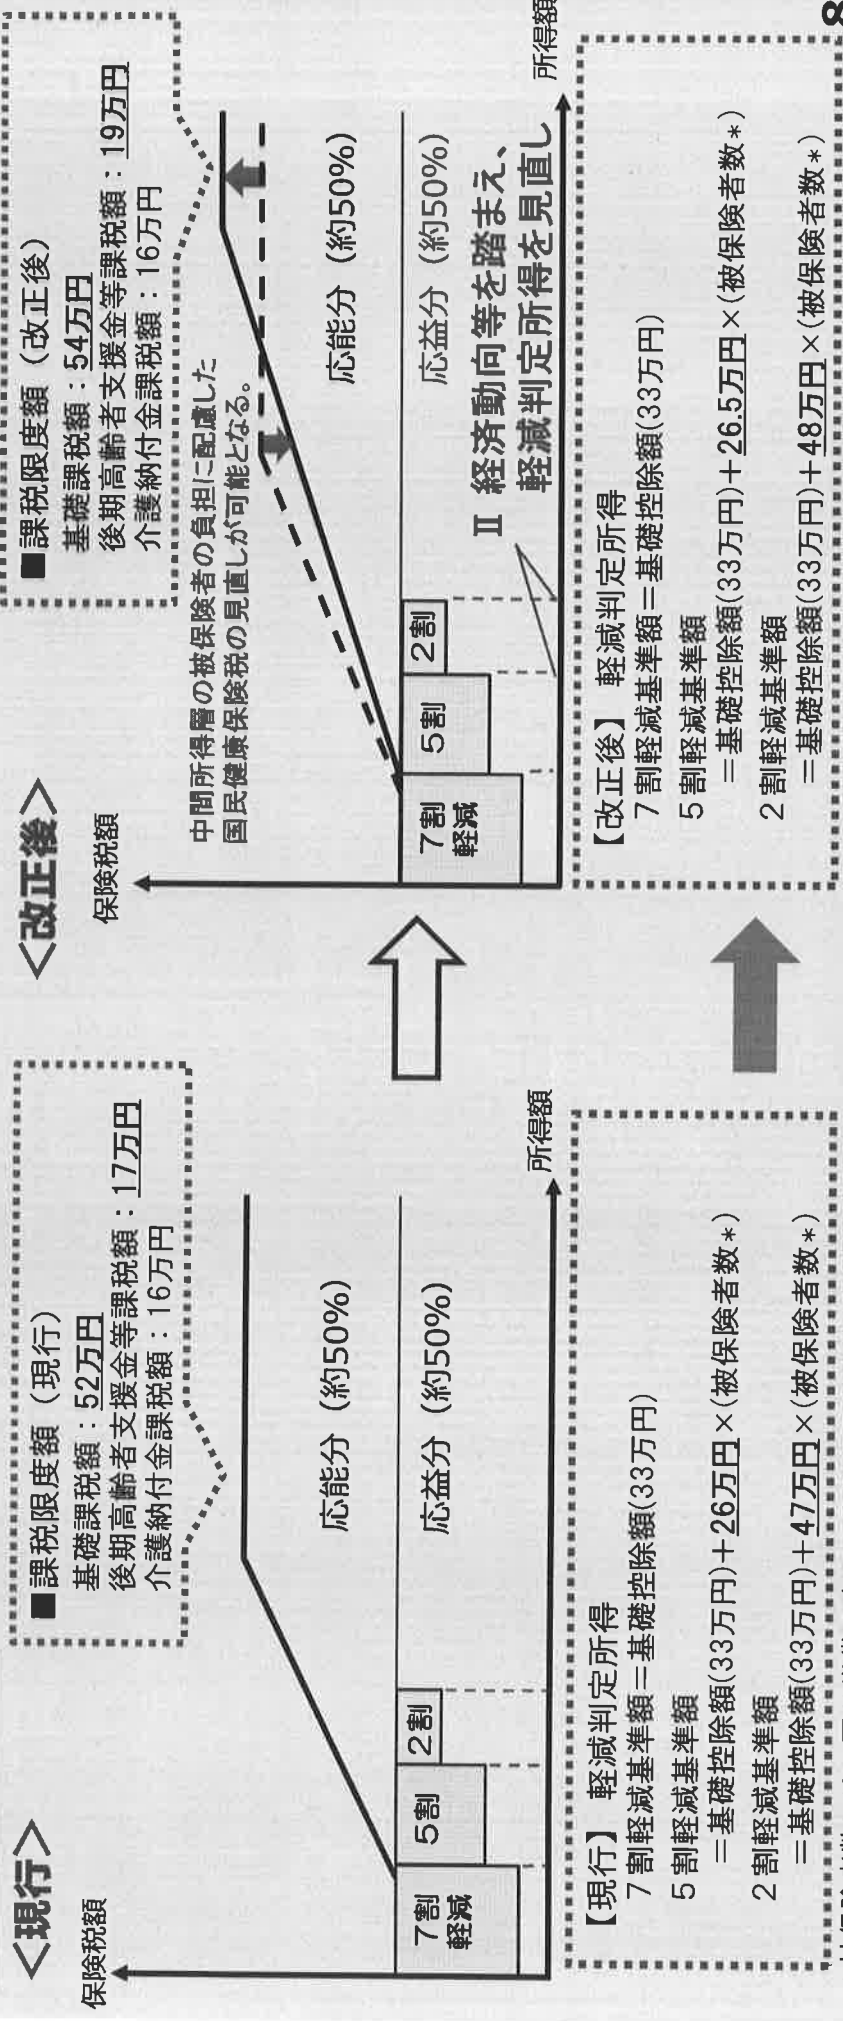 ＜現行＞
保険税額
■課税限度額（現行）
基礎課税額：52万円
後期高齢者支援金等課税額：17万円
介護納付金課税額：16万円
応能分（約50%）
応益分（約50%）
7割
軽減
5割
2割
所得額
【現行】 軽減判定所得
7割軽減基準額＝基礎控除額(33万円)
5割軽減基準額
＝基礎控除額(33万円)＋26万円×(被保険者数*)
2割軽減基準額
＝基礎控除額(33万円)＋47万円×(被保険者数*)
＜改正後＞
保険税額
■課税限度額（改正後）
基礎課税額：54万円
後期高齢者支援金等課税額：19万円
介護納付金課税額：16万円
中間所得層の被保険者の負担に配慮した
国民健康保険税の見直しが可能となる。
応能分（約50%）
応益分（約50%）
7割
軽減
5割
2割
Ⅱ 経済動向等を踏まえ、
軽減判定所得を見直し
所得額
【改正後】 軽減判定所得
7割軽減基準額＝基礎控除額(33万円)
5割軽減基準額
＝基礎控除額(33万円)＋26.5万円×(被保険者数*)
2割軽減基準額
＝基礎控除額(33万円)＋48万円×(被保険者数*)